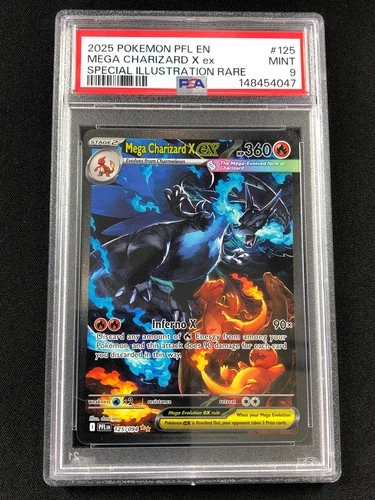 2025 POKEMON PFL EN #125
MEGA CHARIZARD X ex MINT
SPECIAL ILLUSTRATION RARE 9
PSA 148454047
STAGE 2
Mega Charizard X ex HP 360
Evolves from Charmeleon
The Mega-Evolved form of
Charizard
Inferno X 90×
Discard any amount of Energy from among your
Pokémon, and this attack does 90 damage for each card
you discarded in this way.
weakness ×2 resistance retreat
Illus.
Mega Evolution ex rule
When your Mega Evolution
Pokémon ex is Knocked Out, your opponent takes 3 Prize cards.
I PFL EN 125/094